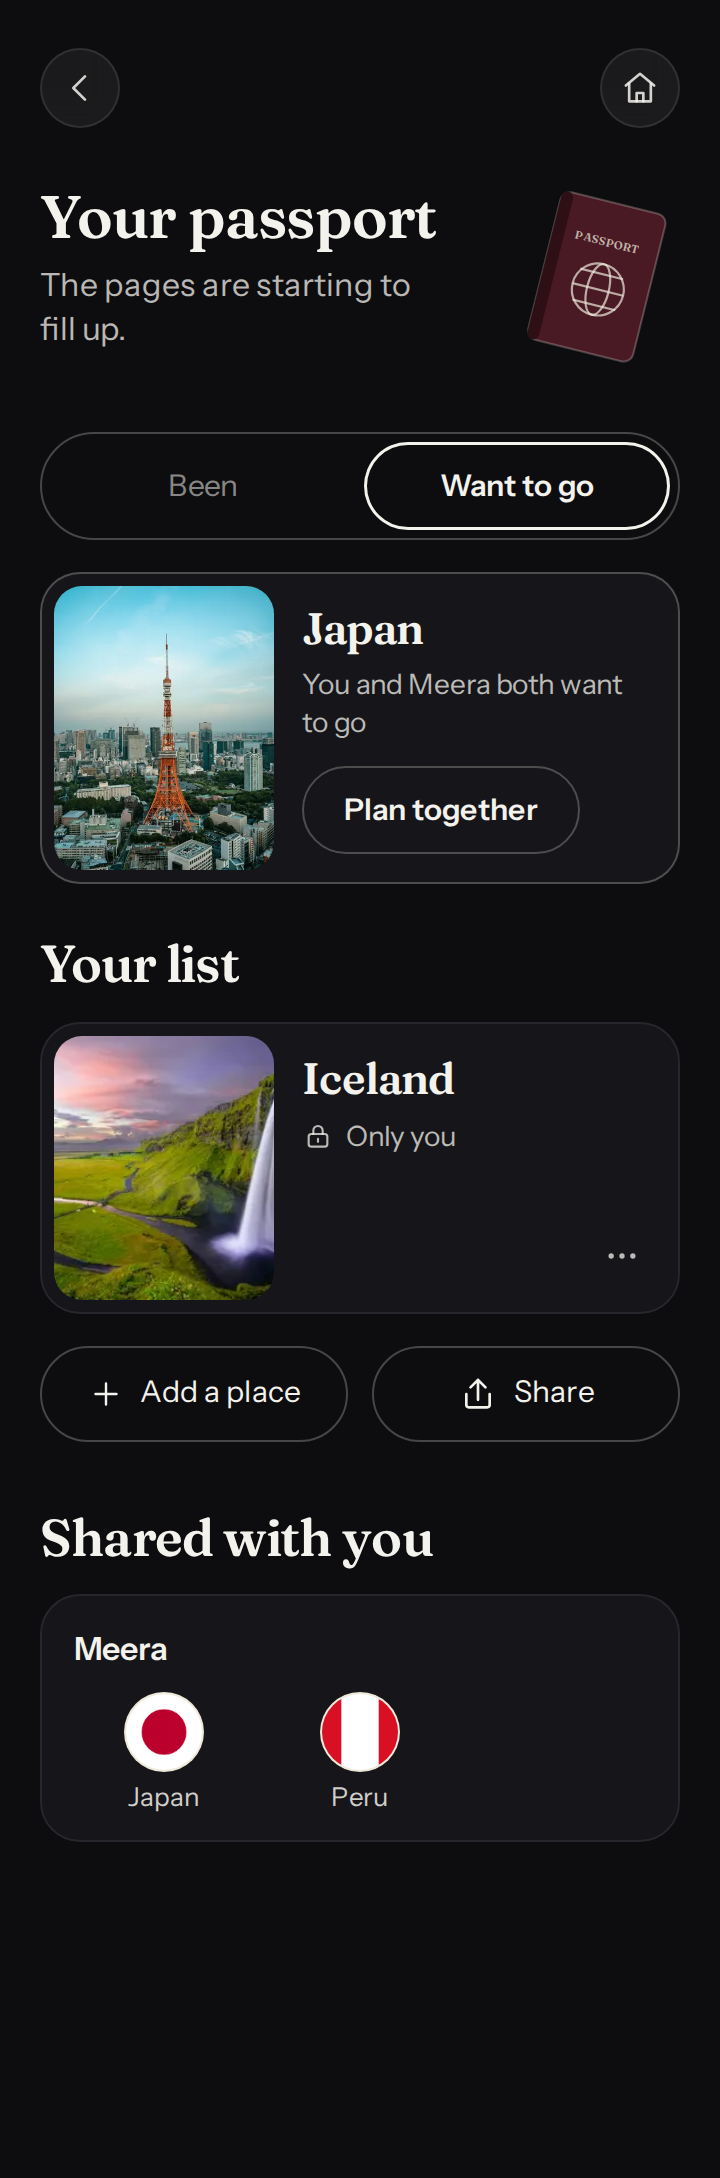 Your passport
The pages are starting to
fill up.
PASSPORT
Been
Want to go
Japan
You and Meera both want
to go
Plan together
Your list
Iceland
Only you
Add a place
Share
Shared with you
Meera
Japan
Peru